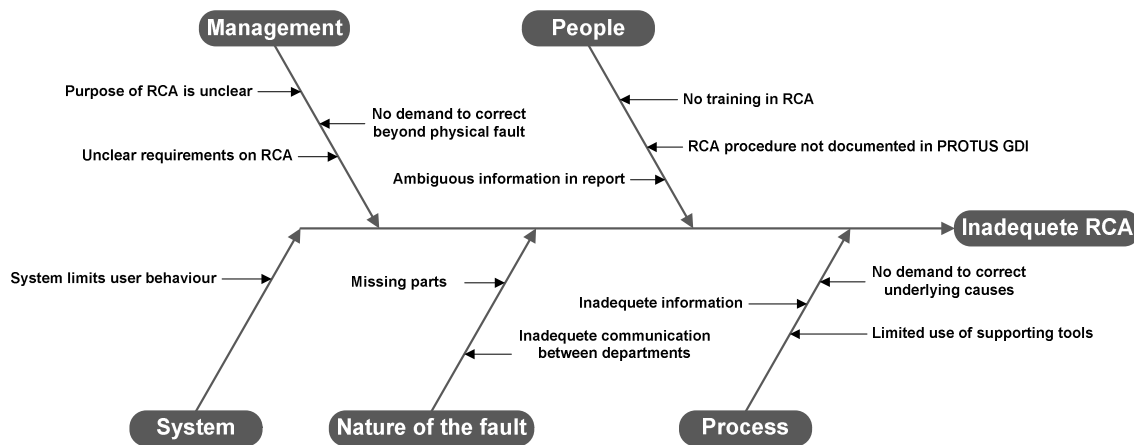 Management
People
Purpose of RCA is unclear
No demand to correct
beyond physical fault
Unclear requirements on RCA
No training in RCA
RCA procedure not documented in PROTUS GDI
Ambiguous information in report
Inadequete RCA
System limits user behaviour
Missing parts
Inadequete communication
between departments
No demand to correct
underlying causes
Inadequete information
Limited use of supporting tools
System
Nature of the fault
Process